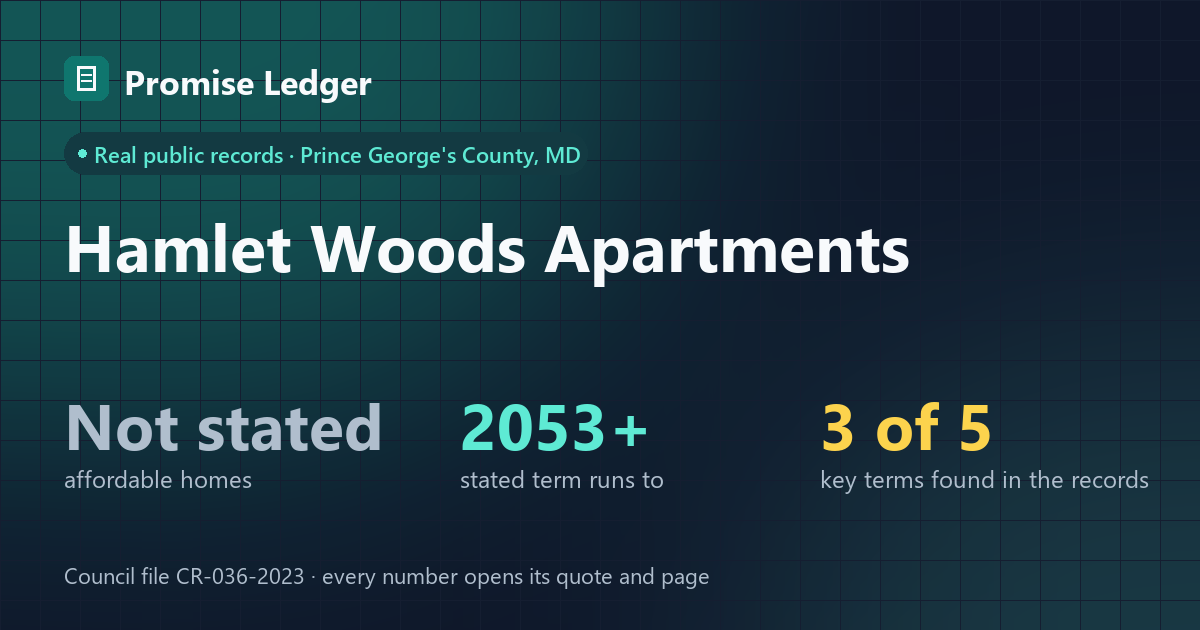 Promise Ledger
Real public records · Prince George's County, MD
Hamlet Woods Apartments
Not stated
affordable homes
2053+
stated term runs to
3 of 5
key terms found in the records
Council file CR-036-2023 · every number opens its quote and page